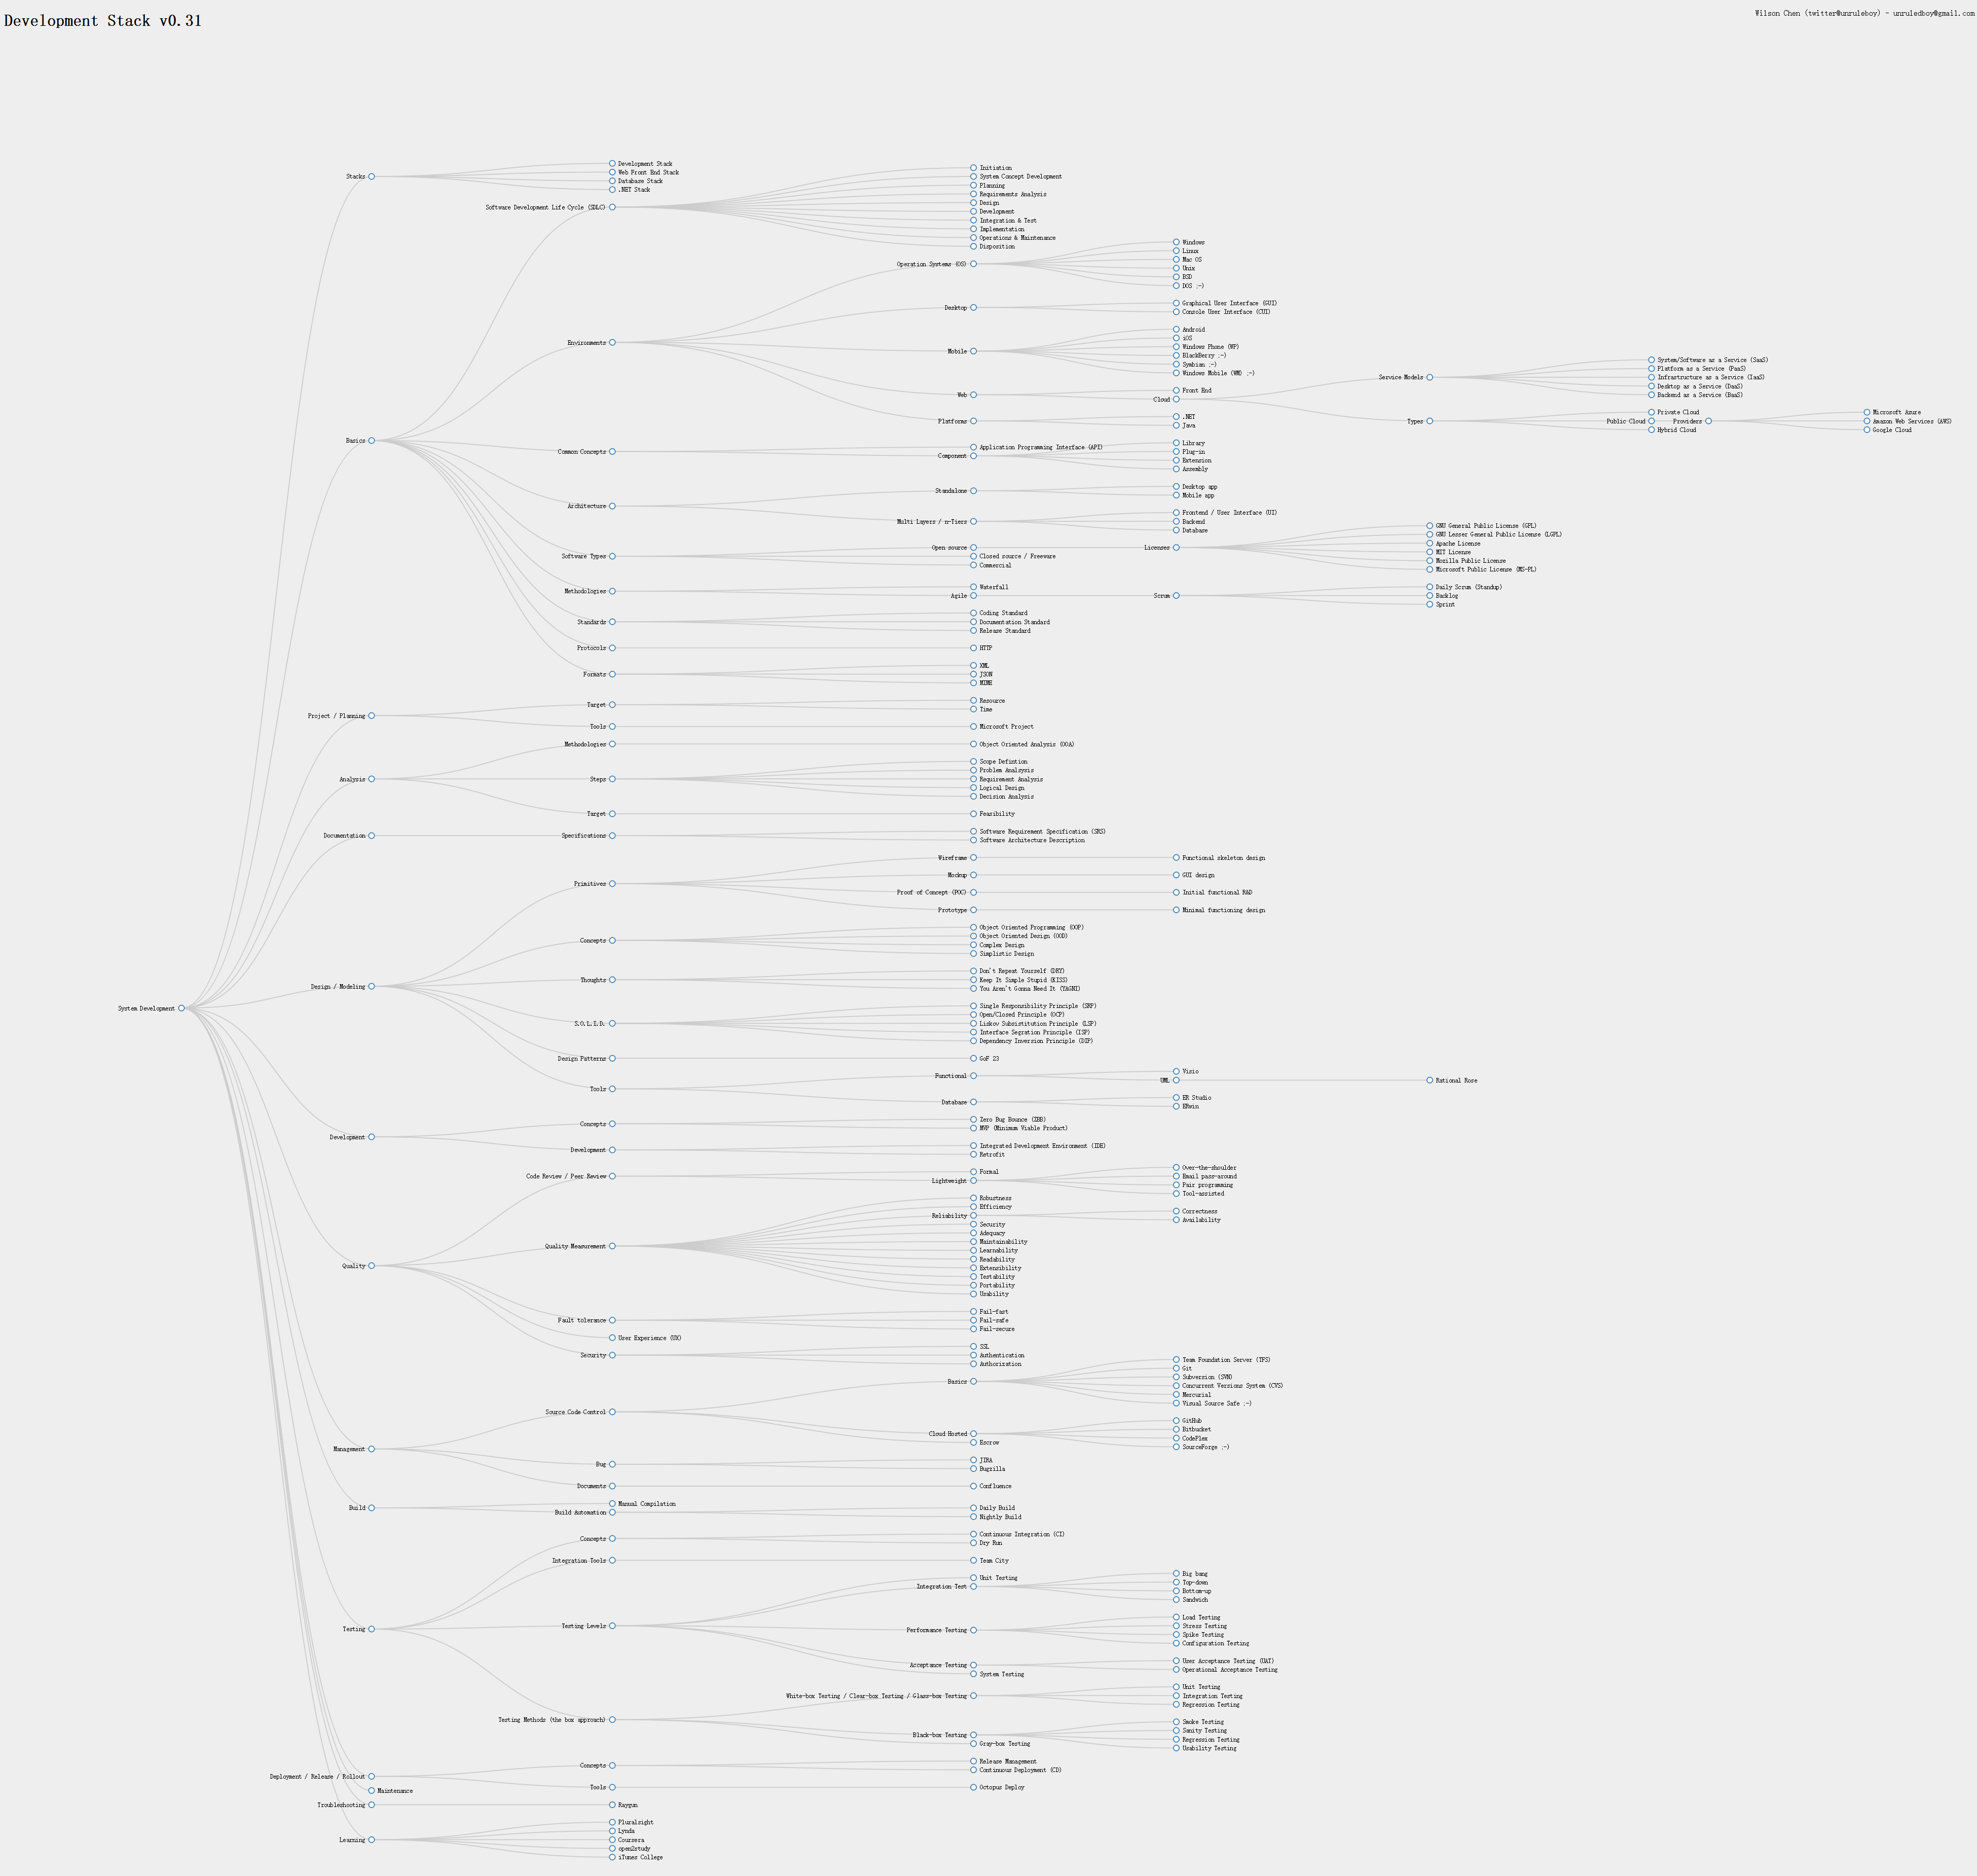 Development Stack v0.31
Wilson Chen (twitter@unruleboy) - unruledboy@gmail.com
System Development
Stacks
Development Stack
Web Front End Stack
Database Stack
.NET Stack
Basics
Software Development Life Cycle (SDLC)
Initiation
System Concept Development
Planning
Requirements Analysis
Design
Development
Integration & Test
Implementation
Operations & Maintenance
Disposition
Environments
Operation Systems (OS)
Windows
Linux
Mac OS
Unix
BSD
DOS ;-)
Desktop
Graphical User Interface (GUI)
Console User Interface (CUI)
Mobile
Android
iOS
Windows Phone (WP)
BlackBerry ;-)
Symbian ;-)
Windows Mobile (WM) ;-)
Web
Front End
Cloud
Service Models
System/Software as a Service (SaaS)
Platform as a Service (PaaS)
Infrastructure as a Service (IaaS)
Desktop as a Service (DaaS)
Backend as a Service (BaaS)
Types
Private Cloud
Public Cloud
Providers
Microsoft Azure
Amazon Web Services (AWS)
Google Cloud
Hybrid Cloud
Platforms
.NET
Java
Common Concepts
Application Programming Interface (API)
Component
Library
Plug-in
Extension
Assembly
Architecture
Standalone
Desktop app
Mobile app
Multi Layers / n-Tiers
Frontend / User Interface (UI)
Backend
Database
Software Types
Open source
Licenses
GNU General Public License (GPL)
GNU Lesser General Public License (LGPL)
Apache License
MIT License
Mozilla Public License
Microsoft Public License (MS-PL)
Closed source / Freeware
Commercial
Methodologies
Waterfall
Agile
Scrum
Daily Scrum (Standup)
Backlog
Sprint
Standards
Coding Standard
Documentation Standard
Release Standard
Protocols
HTTP
Formats
XML
JSON
MIME
Project / Planning
Target
Resource
Time
Tools
Microsoft Project
Analysis
Methodologies
Object Oriented Analysis (OOA)
Steps
Scope Defintion
Problem Analsysis
Requirement Analysis
Logical Design
Decision Analysis
Target
Feasibility
Documentation
Specifications
Software Requirement Specification (SRS)
Software Architecture Description
Design / Modeling
Primitives
Wireframe
Functional skeleton design
Mockup
GUI design
Proof of Concept (POC)
Initial functional R&D
Prototype
Minimal functioning design
Concepts
Object Oriented Programming (OOP)
Object Oriented Design (OOD)
Complex Design
Simplistic Design
Thoughts
Don't Repeat Yourself (DRY)
Keep It Simple Stupid (KISS)
You Aren't Gonna Need It (YAGNI)
S.O.L.I.D.
Single Responsibility Principle (SRP)
Open/Closed Principle (OCP)
Liskov Subsistitution Principle (LSP)
Interface Segration Principle (ISP)
Dependency Inversion Principle (DIP)
Design Patterns
GoF 23
Tools
Functional
Visio
UML
Rational Rose
Database
ER Studio
ERwin
Development
Concepts
Zero Bug Bounce (ZBB)
MVP (Minimum Viable Product)
Development
Integrated Development Environment (IDE)
Retrofit
Quality
Code Review / Peer Review
Formal
Lightweight
Over-the-shoulder
Email pass-around
Pair programming
Tool-assisted
Quality Measurement
Robustness
Efficiency
Reliability
Correctness
Availability
Security
Adequacy
Maintainability
Learnability
Readability
Extensibility
Testability
Portability
Usability
Fault tolerance
Fail-fast
Fail-safe
Fail-secure
User Experience (UX)
Security
SSL
Authentication
Authorization
Management
Source Code Control
Basics
Team Foundation Server (TFS)
Git
Subversion (SVN)
Concurrent Versions System (CVS)
Mercurial
Visual Source Safe ;-)
Cloud Hosted
GitHub
Bitbucket
CodePlex
SourceForge ;-)
Escrow
Bug
JIRA
Bugzilla
Documents
Confluence
Build
Manual Compilation
Build Automation
Daily Build
Nightly Build
Testing
Concepts
Continuous Integration (CI)
Dry Run
Integration Tools
Team City
Testing Levels
Unit Testing
Integration Test
Big bang
Top-down
Bottom-up
Sandwich
Performance Testing
Load Testing
Stress Testing
Spike Testing
Configuration Testing
Acceptance Testing
User Acceptance Testing (UAT)
Operational Acceptance Testing
System Testing
Testing Methods (the box approach)
White-box Testing / Clear-box Testing / Glass-box Testing
Unit Testing
Integration Testing
Regression Testing
Black-box Testing
Smoke Testing
Sanity Testing
Regression Testing
Usability Testing
Gray-box Testing
Deployment / Release / Rollout
Concepts
Release Management
Continuous Deployment (CD)
Tools
Octopus Deploy
Maintenance
Troubleshooting
Raygun
Learning
Pluralsight
Lynda
Coursera
open2study
iTunes College